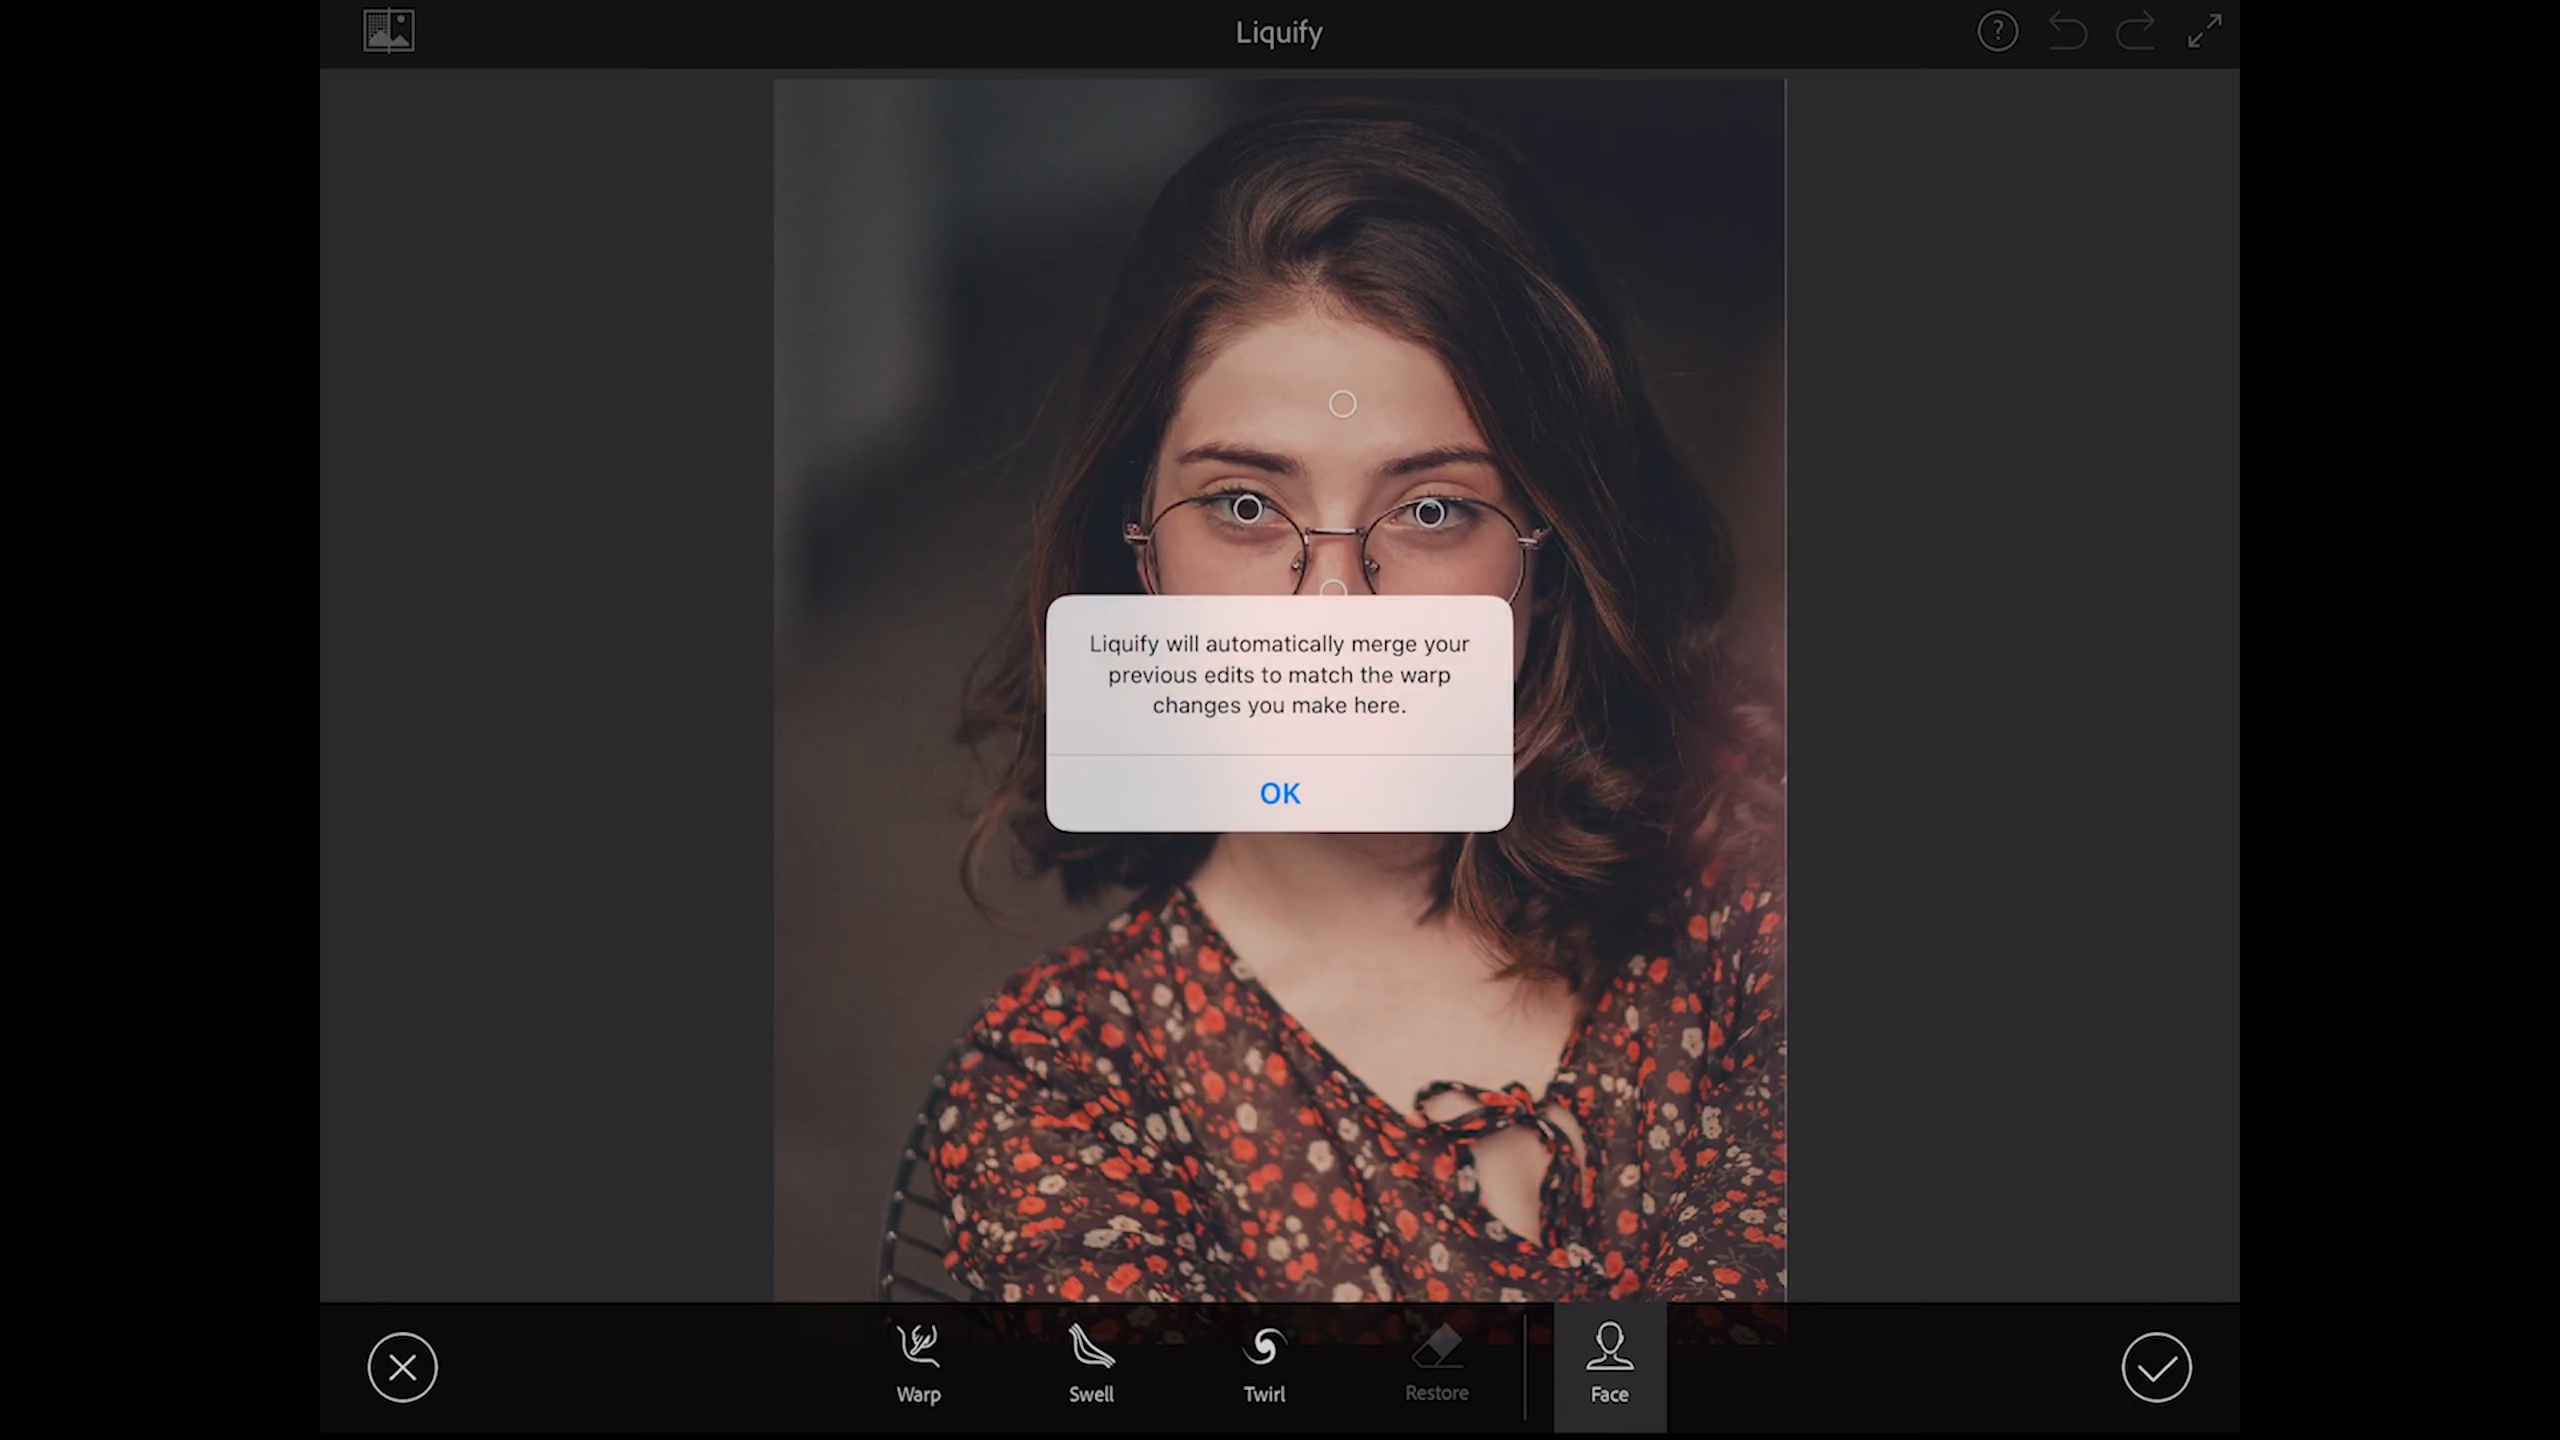 Liquify
Liquify will automatically merge your
previous edits to match the warp
changes you make here.
OK
Warp
Swell
Twirl
Restore
Face